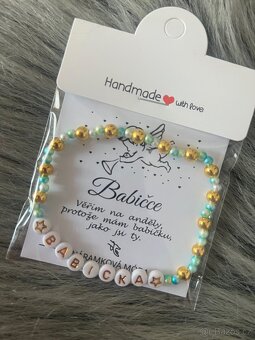 Handmade with love
Babičce
Věřím na anděly,
protože mám babičku,
jako jsi ty.
BABIČKA